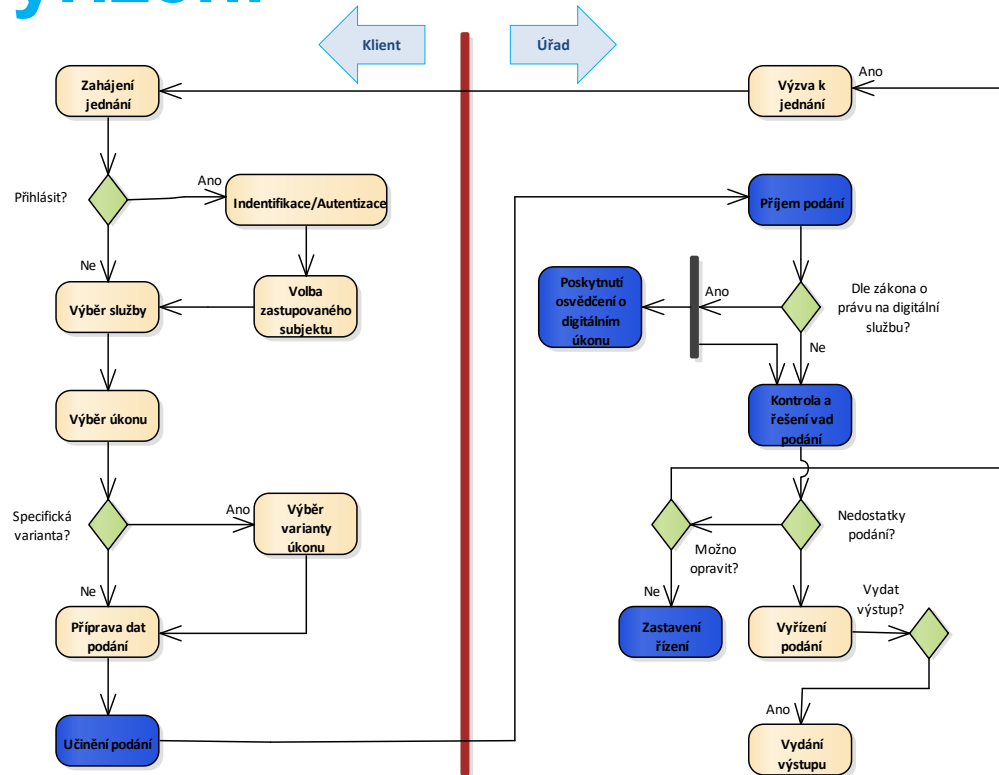 yřízení
Klient
Úřad
Zahájení
jednání
Výzva k
jednání
Ano
Přihlásit?
Ano
Indentifikace/Autentizace
Příjem podání
Ne
Výběr služby
Volba
zastupovaného
subjektu
Poskytnutí
osvědčení o
digitálním
úkonu
Ano
Dle zákona o
právu na digitální
službu?
Ne
Výběr úkonu
Kontrola a
řešení vad
podání
Specifická
varianta?
Ano
Výběr
varianty
úkonu
Nedostatky
podání?
Možno
opravit?
Ne
Ne
Vydat
výstup?
Příprava dat
podání
Zastavení
řízení
Vyřízení
podání
Učinění podání
Ano
Vydání
výstupu